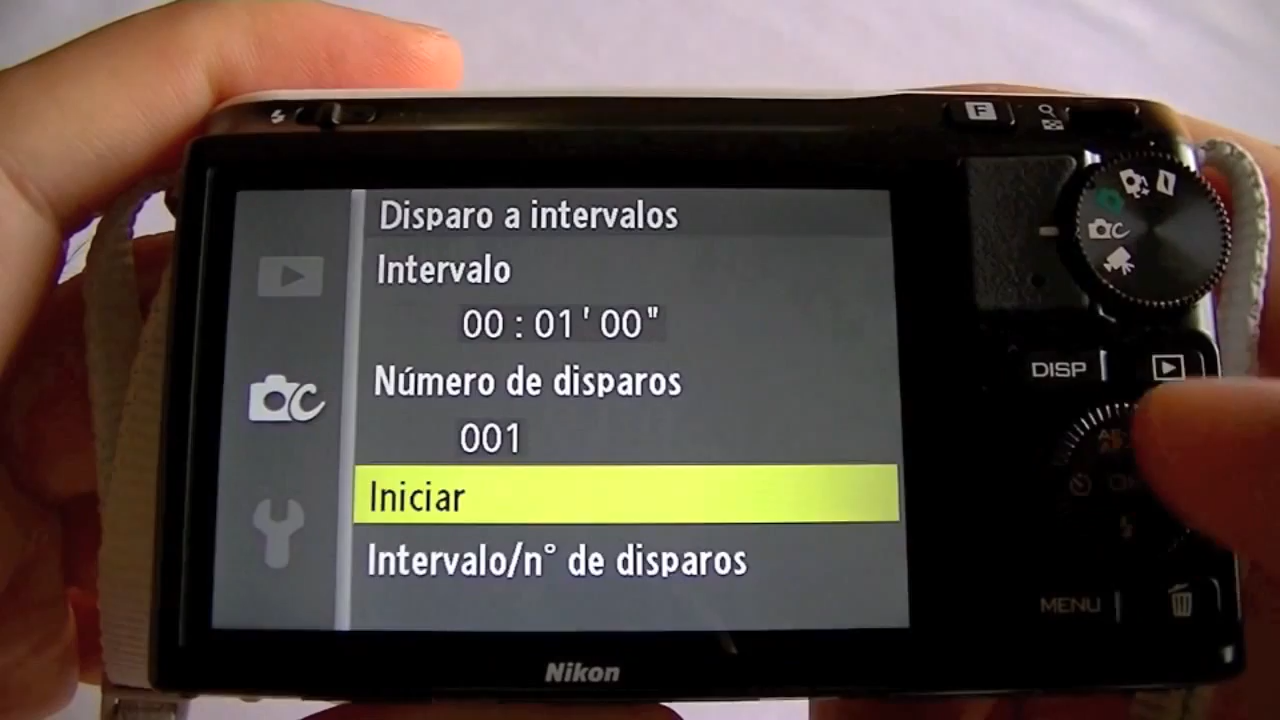 F
Disparo a intervalos
Intervalo
00 : 01 ' 00 "
DISP
Número de disparos
001
Iniciar
Intervalo/n° de disparos
MENU
Nikon